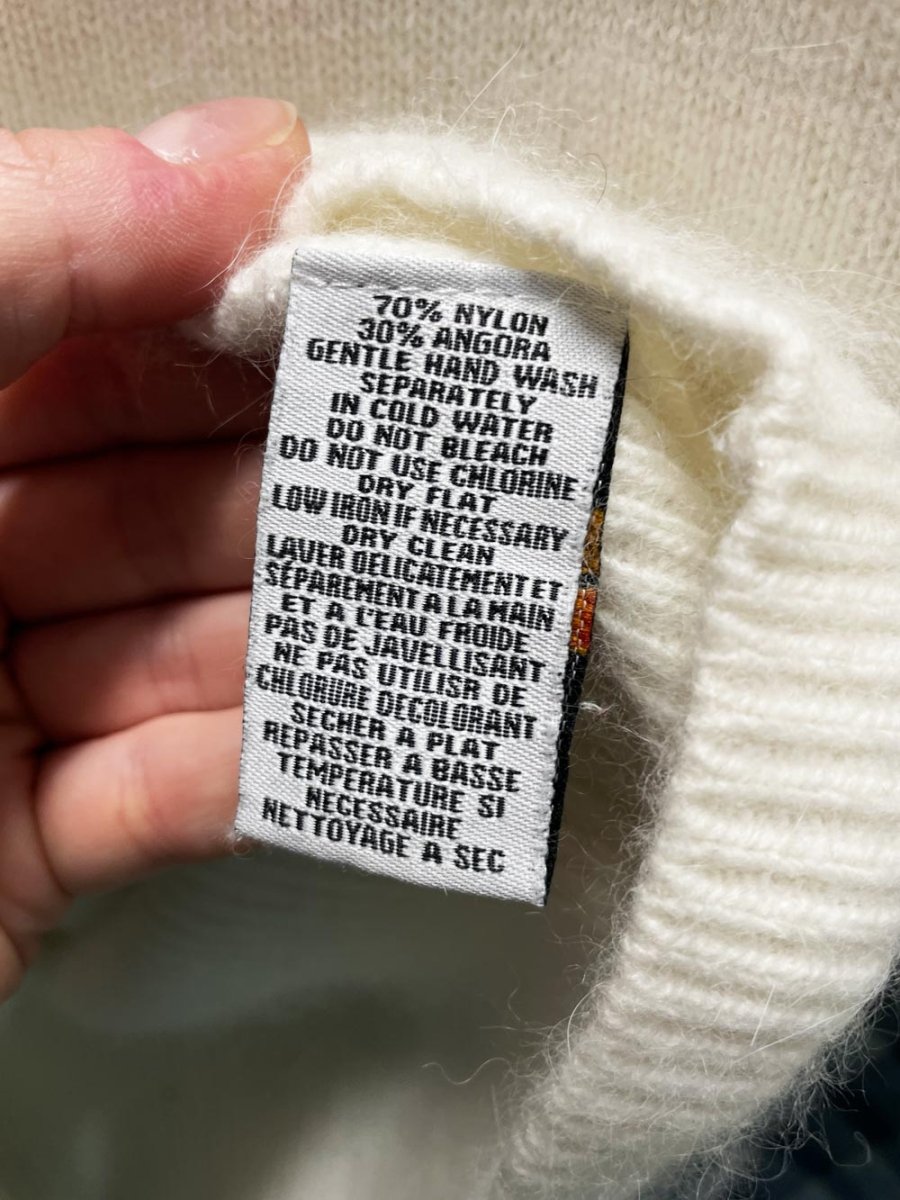 70% NYLON
30% ANGORA
GENTLE HAND WASH
SEPARATELY
IN COLD WATER
DO NOT BLEACH
DO NOT USE CHLORINE
DRY FLAT
LOW IRON IF NECESSARY
DRY CLEAN
LAVER DELICATEMENT ET
SÉPAREMENT A LA MAIN
ET A L'EAU FROIDE
PAS DE JAVELLISANT
NE PAS UTILISR DE
CHLORURE DECOLORANT
SECHER A PLAT
REPASSER A BASSE
TEMPERATURE SI
NECESSAIRE
NETTOYAGE A SEC